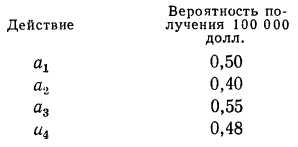 Вероятность по-
Действие лучения 100 000
долл.
a₁ 0,50
a₂ 0,40
a₃ 0,55
a₄ 0,48